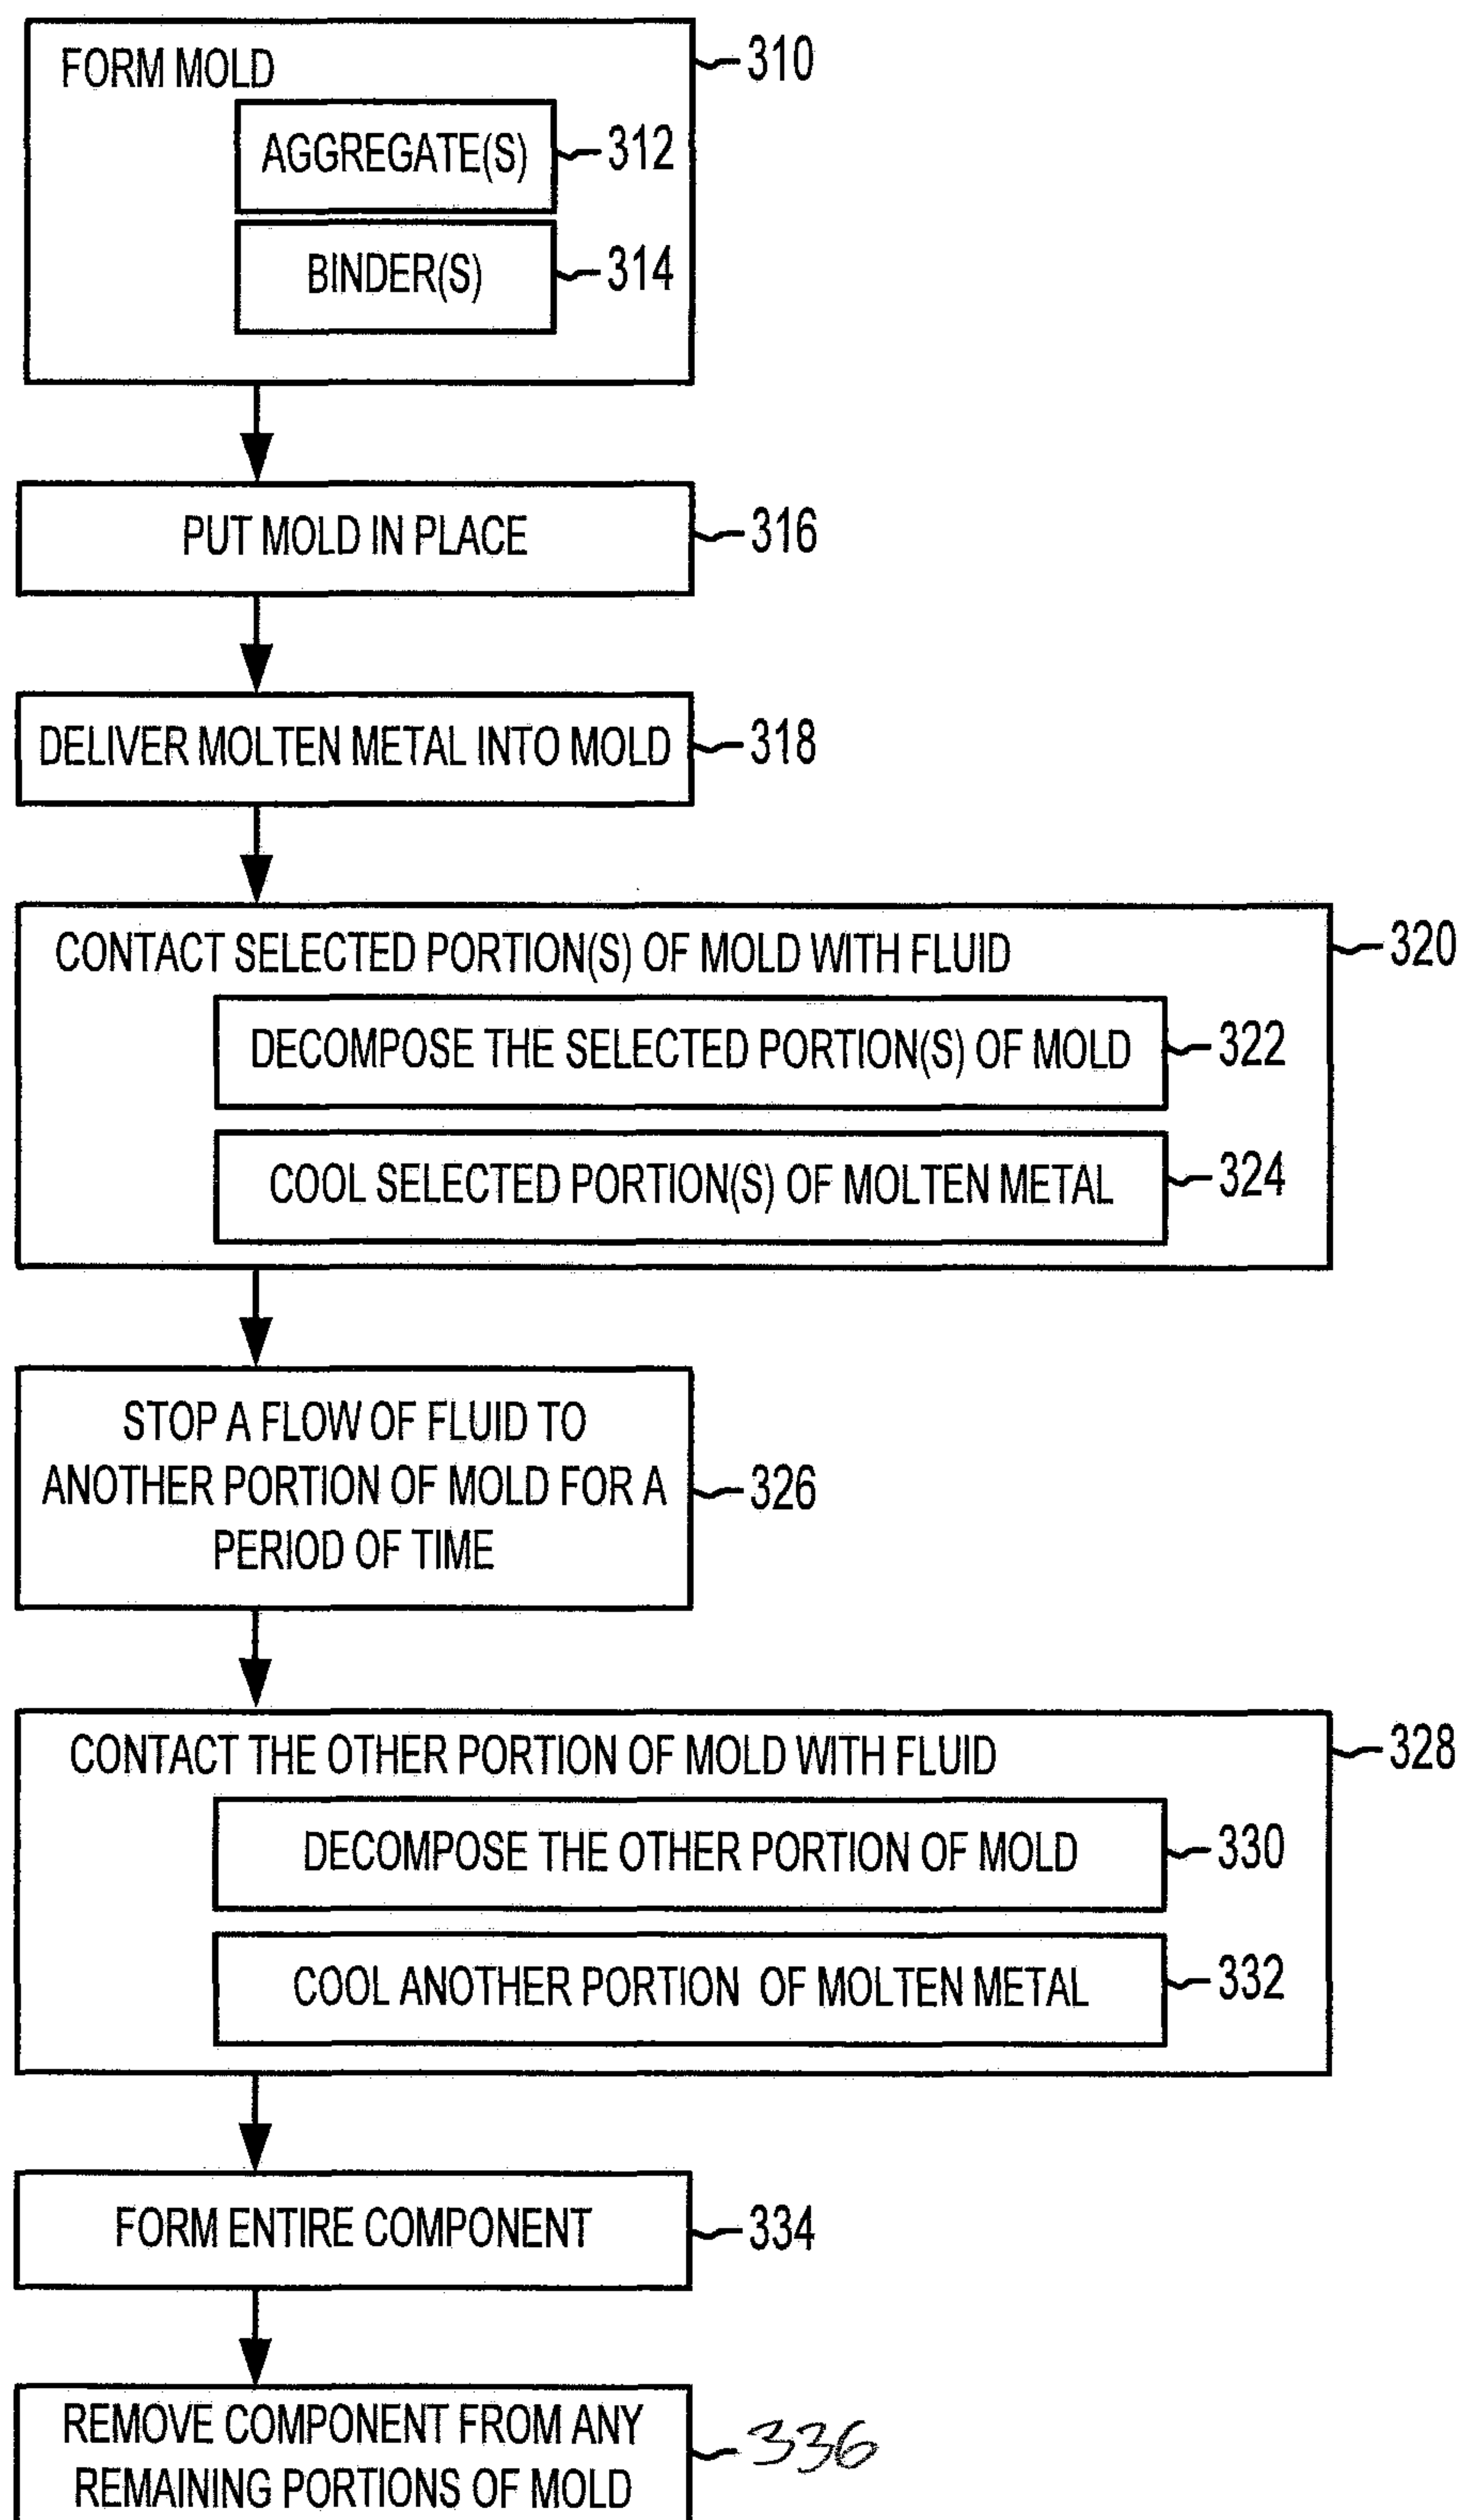 FORM MOLD
310
AGGREGATE(S)
312
BINDER(S)
314
PUT MOLD IN PLACE
316
DELIVER MOLTEN METAL INTO MOLD
318
CONTACT SELECTED PORTION(S) OF MOLD WITH FLUID
320
DECOMPOSE THE SELECTED PORTION(S) OF MOLD
322
COOL SELECTED PORTION(S) OF MOLTEN METAL
324
STOP A FLOW OF FLUID TO
ANOTHER PORTION OF MOLD FOR A
PERIOD OF TIME
326
CONTACT THE OTHER PORTION OF MOLD WITH FLUID
328
DECOMPOSE THE OTHER PORTION OF MOLD
330
COOL ANOTHER PORTION OF MOLTEN METAL
332
FORM ENTIRE COMPONENT
334
REMOVE COMPONENT FROM ANY
REMAINING PORTIONS OF MOLD
336